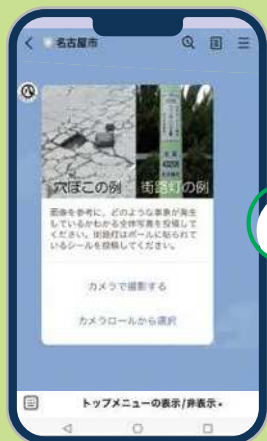 名古屋市
穴ぼこの例
街路灯の例
画像を参考に、どのような事象が発生
しているかわかる全体写真を投稿して
ください。街路灯はポールに貼られて
いるシールを投稿してください。
カメラで撮影する
カメラロールから選択
トップメニューの表示/非表示